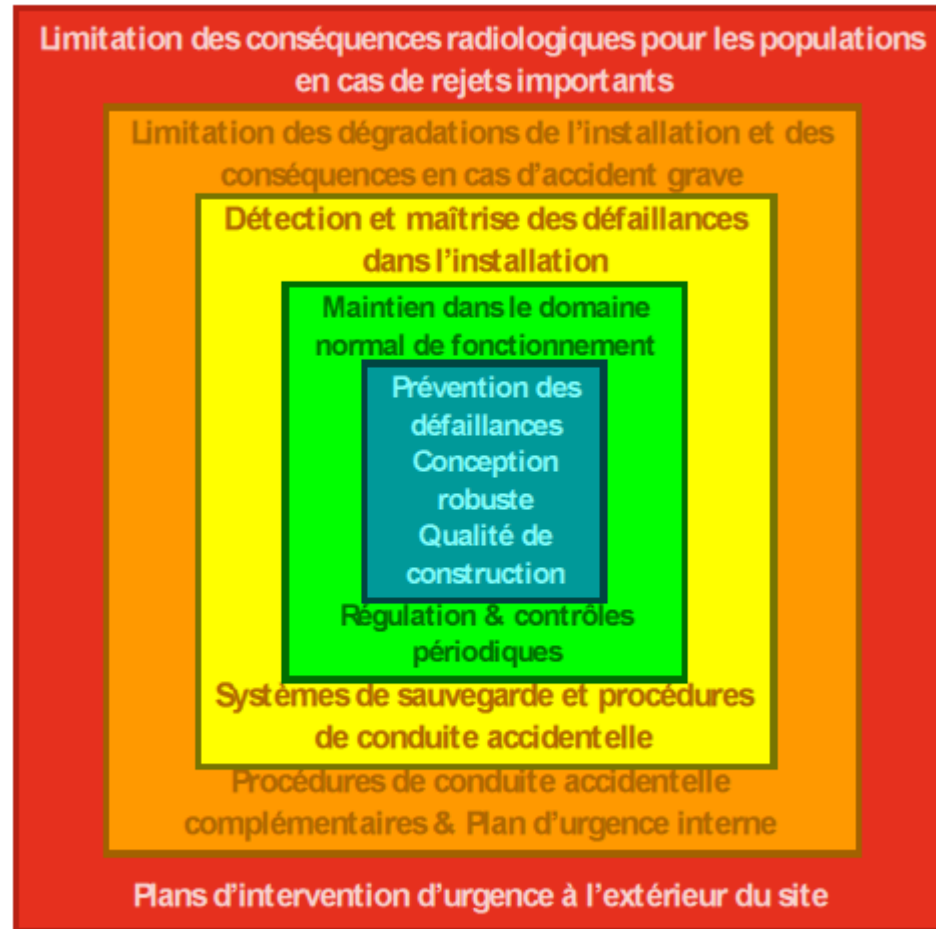 Limitation des conséquences radiologiques pour les populations
en cas de rejets importants
Limitation des dégradations de l'installation et des
conséquences en cas d'accident grave
Détection et maîtrise des défaillances
dans l'installation
Maintien dans le domaine
normal de fonctionnement
Prévention des
défaillances
Conception
robuste
Qualité de
construction
Régulation & contrôles
périodiques
Systèmes de sauvegarde et procédures
de conduite accidentelle
Procédures de conduite accidentelle
complémentaires & Plan d'urgence interne
Plans d'intervention d'urgence à l'extérieur du site